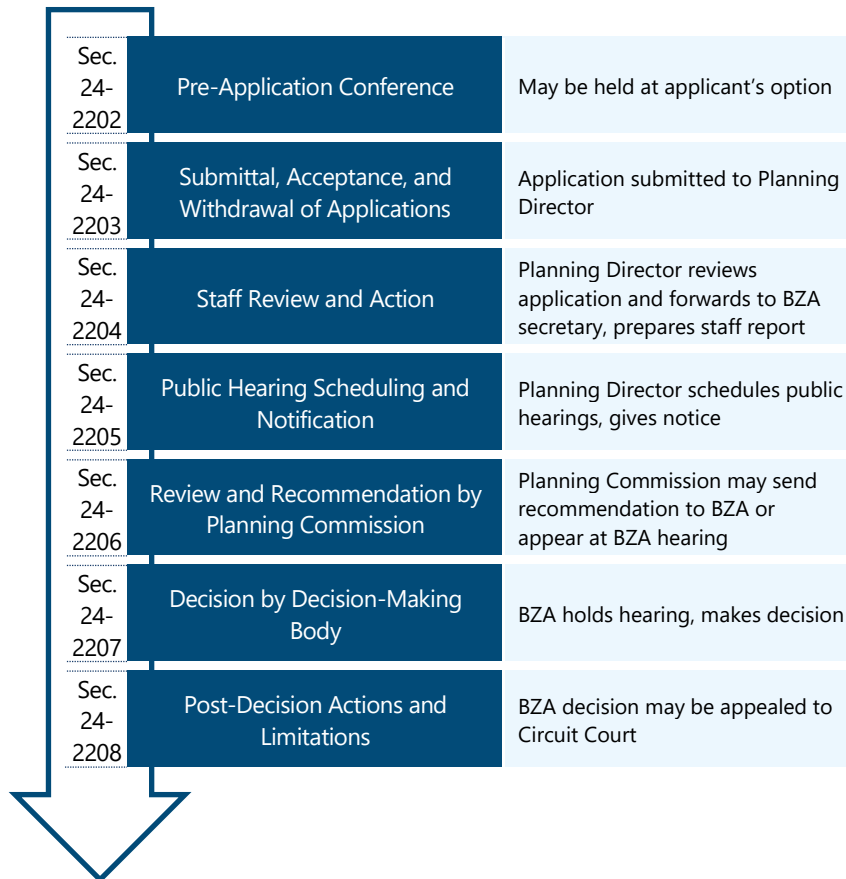 Sec.
24-
2202
Pre-Application Conference
May be held at applicant’s option
Sec.
24-
2203
Submittal, Acceptance, and
Withdrawal of Applications
Application submitted to Planning
Director
Sec.
24-
2204
Staff Review and Action
Planning Director reviews
application and forwards to BZA
secretary, prepares staff report
Sec.
24-
2205
Public Hearing Scheduling and
Notification
Planning Director schedules public
hearings, gives notice
Sec.
24-
2206
Review and Recommendation by
Planning Commission
Planning Commission may send
recommendation to BZA or
appear at BZA hearing
Sec.
24-
2207
Decision by Decision-Making
Body
BZA holds hearing, makes decision
Sec.
24-
2208
Post-Decision Actions and
Limitations
BZA decision may be appealed to
Circuit Court